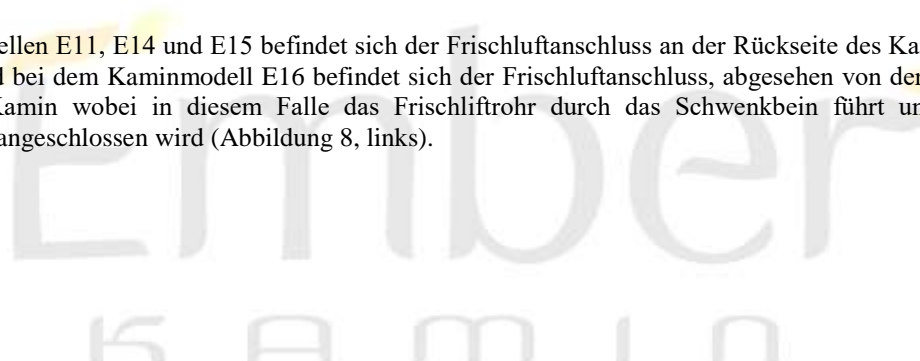 ellen E11, E14 und E15 befindet sich der Frischluftanschluss an der Rückseite des Ka
d bei dem Kaminmodell E16 befindet sich der Frischluftanschluss, abgesehen von der
Kamin wobei in diesem Falle das Frischliftrohr durch das Schwenkbein führt un
angeschlossen wird (Abbildung 8, links).
Ember
KAMIN